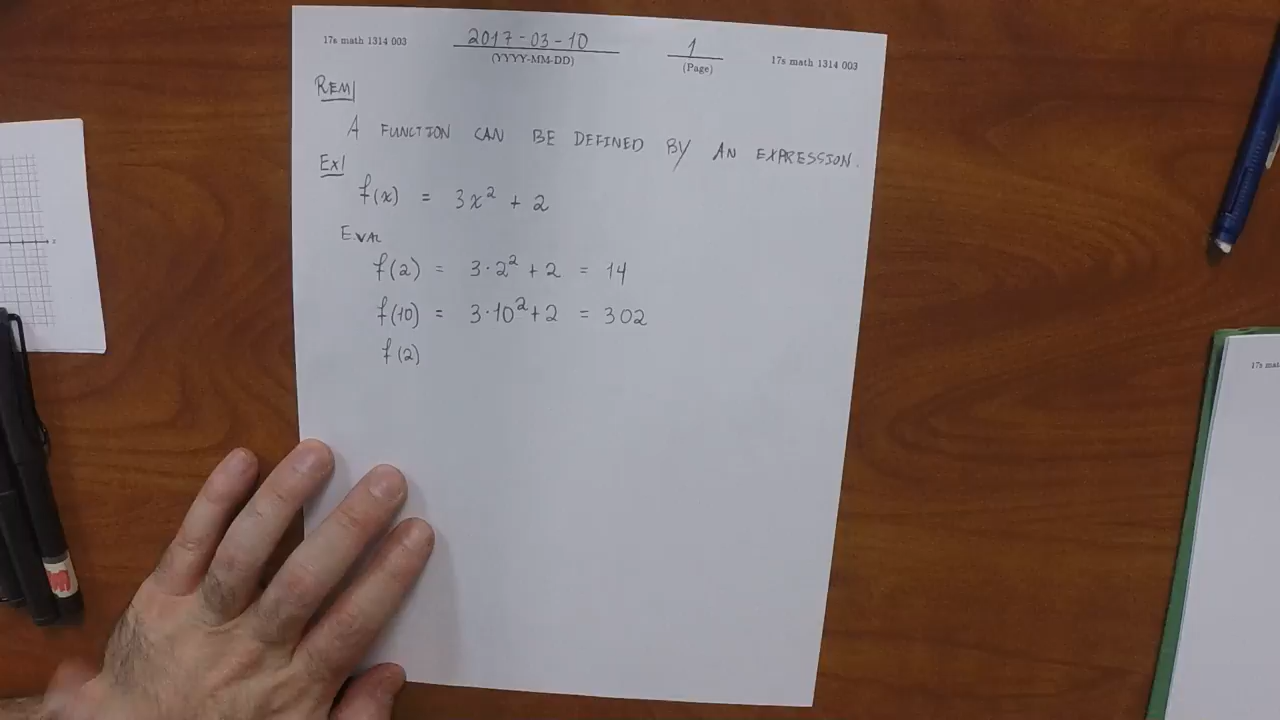 17s math 1314 003 2017-03-10 1 17s math 1314 003
(YYYY-MM-DD) (Page)
REM|
A FUNCTION CAN BE DEFINED BY AN EXPRESSION.
EX|
f(x) = 3x² + 2
EVAL
f(2) = 3·2² + 2 = 14
f(10) = 3·10² + 2 = 302
f(2)
x